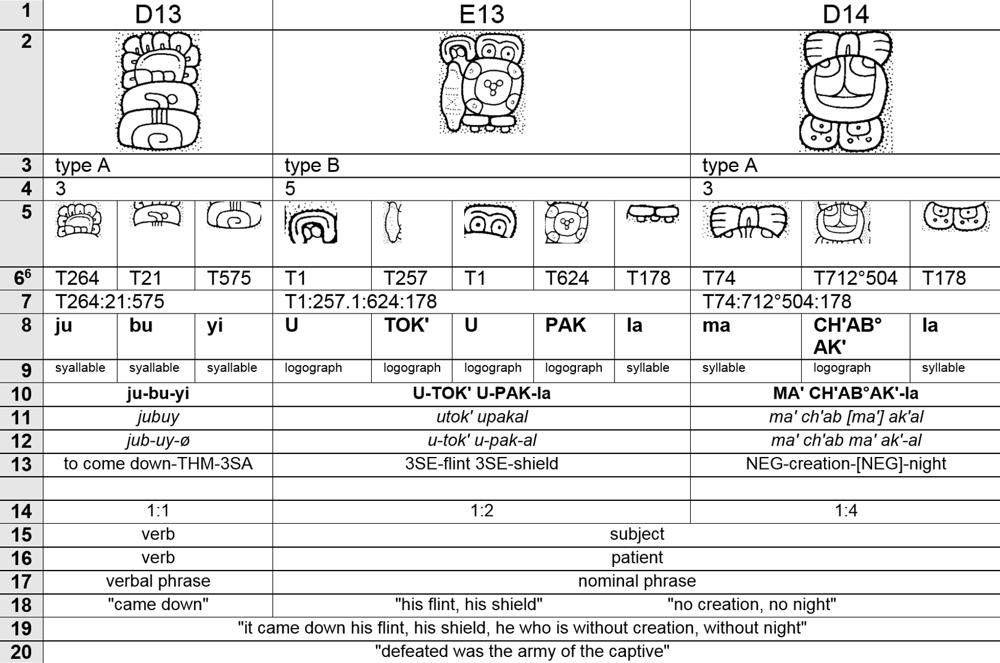 1 D13 E13 D14
2
3 type A type B type A
4 3 5 3
5
6⁶ T264 T21 T575 T1 T257 T1 T624 T178 T74 T712°504 T178
7 T264:21:575 T1:257.1:624:178 T74:712°504:178
8 ju bu yi U TOK' U PAK la ma CH'AB°
AK' la
9 syallable syallable syallable logograph logograph logograph logograph syllable syllable logograph syllable
10 ju-bu-yi U-TOK' U-PAK-la MA' CH'AB°AK'-la
11 jubuy utok' upakal ma' ch'ab [ma'] ak'al
12 jub-uy-ø u-tok' u-pak-al ma' ch'ab ma' ak'-al
13 to come down-THM-3SA 3SE-flint 3SE-shield NEG-creation-[NEG]-night
14 1:1 1:2 1:4
15 verb subject
16 verb patient
17 verbal phrase nominal phrase
18 "came down" "his flint, his shield" "no creation, no night"
19 "it came down his flint, his shield, he who is without creation, without night"
20 "defeated was the army of the captive"